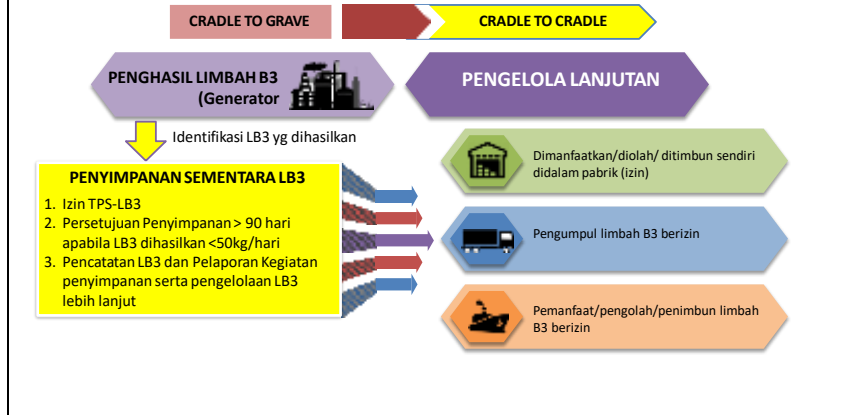 CRADLE TO GRAVE
CRADLE TO CRADLE
PENGHASIL LIMBAH B3
(Generator
PENGELOLA LANJUTAN
Identifikasi LB3 yg dihasilkan
PENYIMPANAN SEMENTARA LB3
1. Izin TPS-LB3
2. Persetujuan Penyimpanan > 90 hari
apabila LB3 dihasilkan <50kg/hari
3. Pencatatan LB3 dan Pelaporan Kegiatan
penyimpanan serta pengelolaan LB3
lebih lanjut
Dimanfaatkan/diolah/ ditimbun sendiri
didalam pabrik (izin)
Pengumpul limbah B3 berizin
Pemanfaat/pengolah/penimbun limbah
B3 berizin